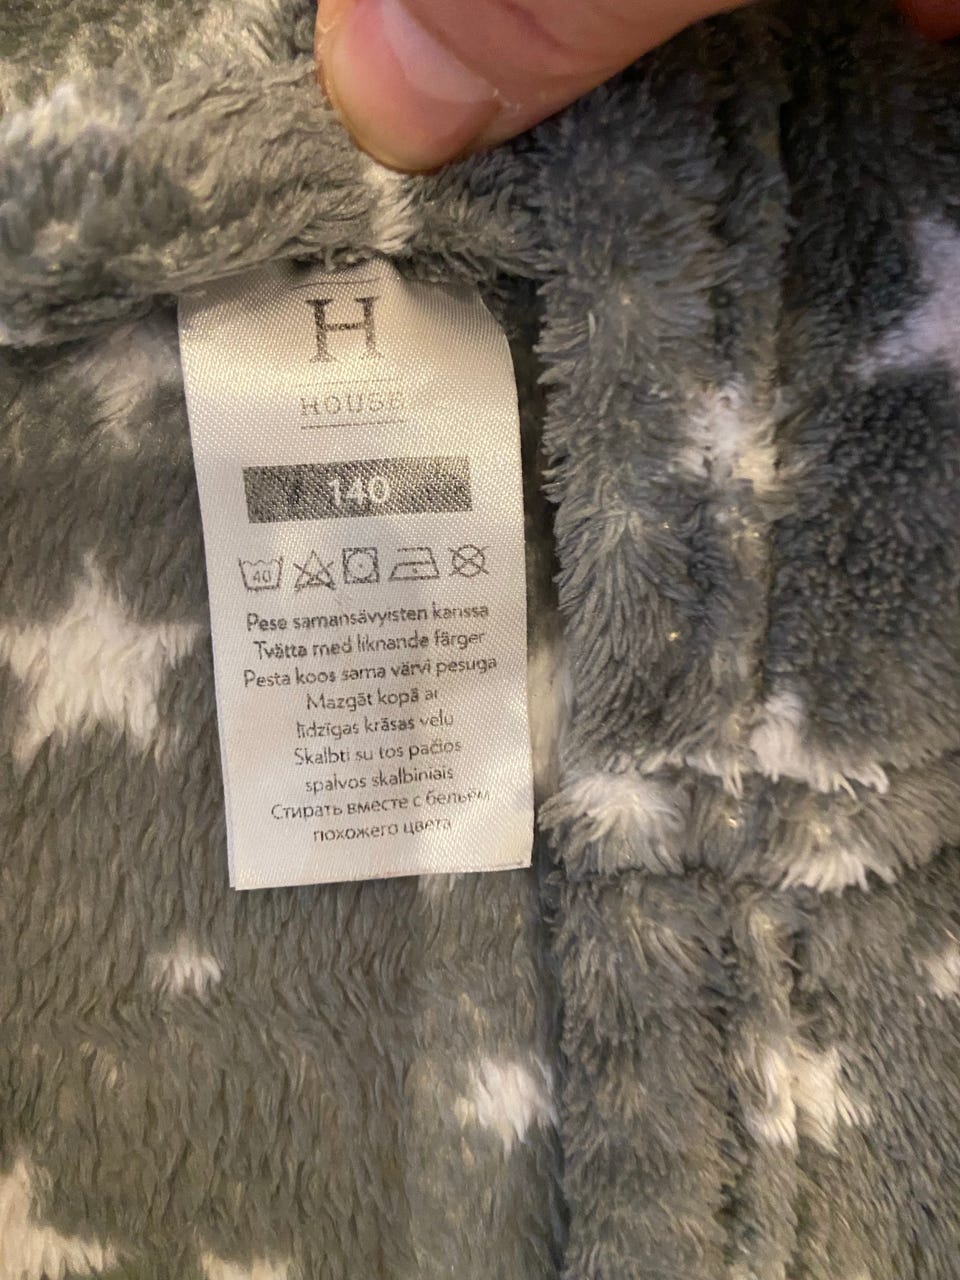 H
HOUSE
140
40
Pese samansävyisten kanssa
Tvätta med liknande färger
Pesta koos sama värvi pesuga
Mazgāt kopā ar
līdzīgas krāsas veļu
Skalbti su tos pačios
spalvos skalbiniais
Стирать вместе с бельём
похожего цвета